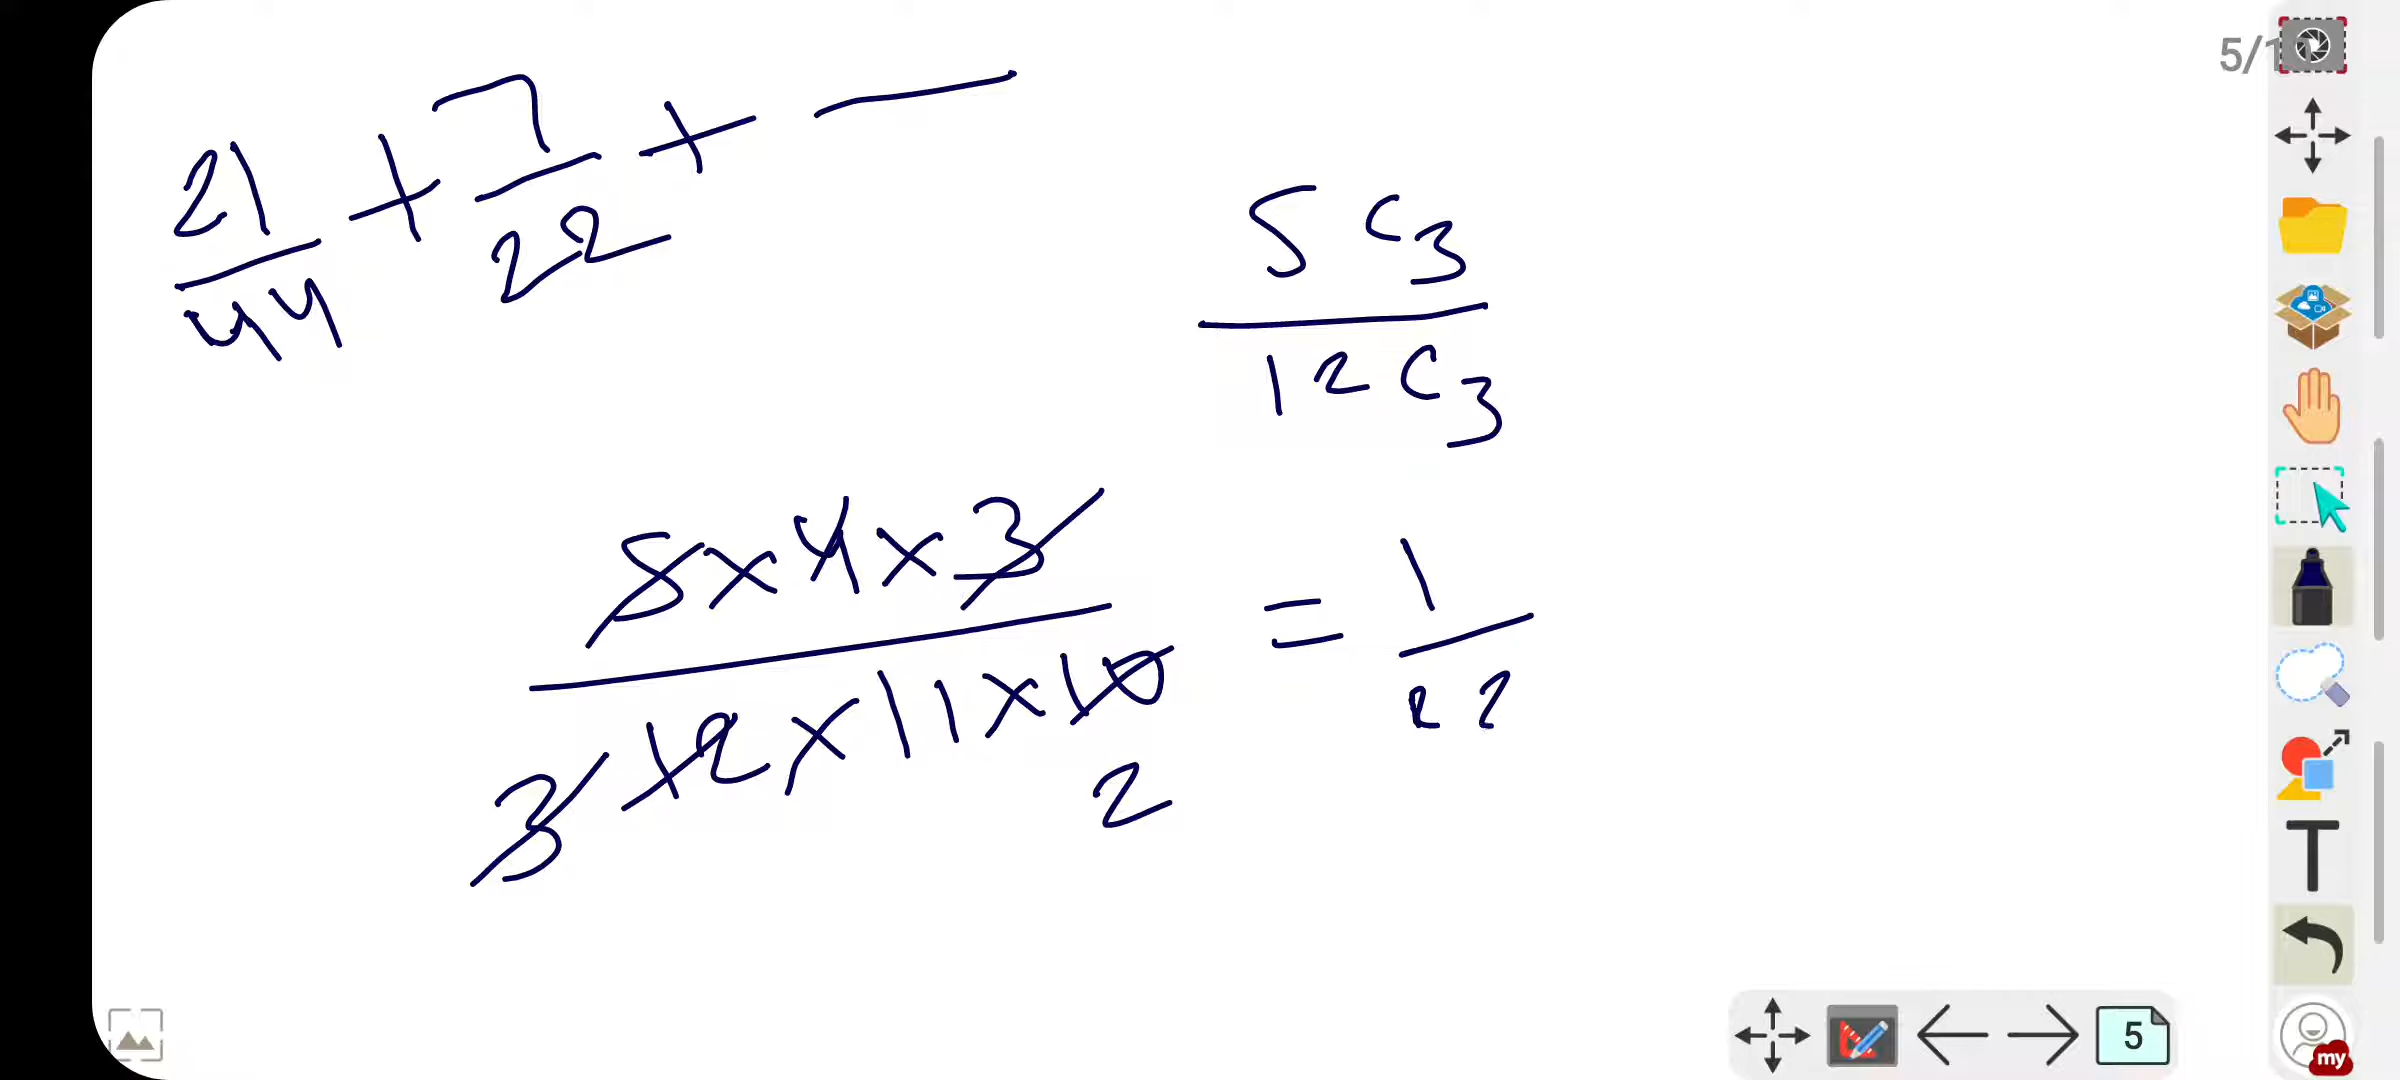 5/1
21/44 + 7/22 + —
5C3/12C3
5 x 4 x 3
12 x 11 x 10 = 1/22
3 2
T
5
my